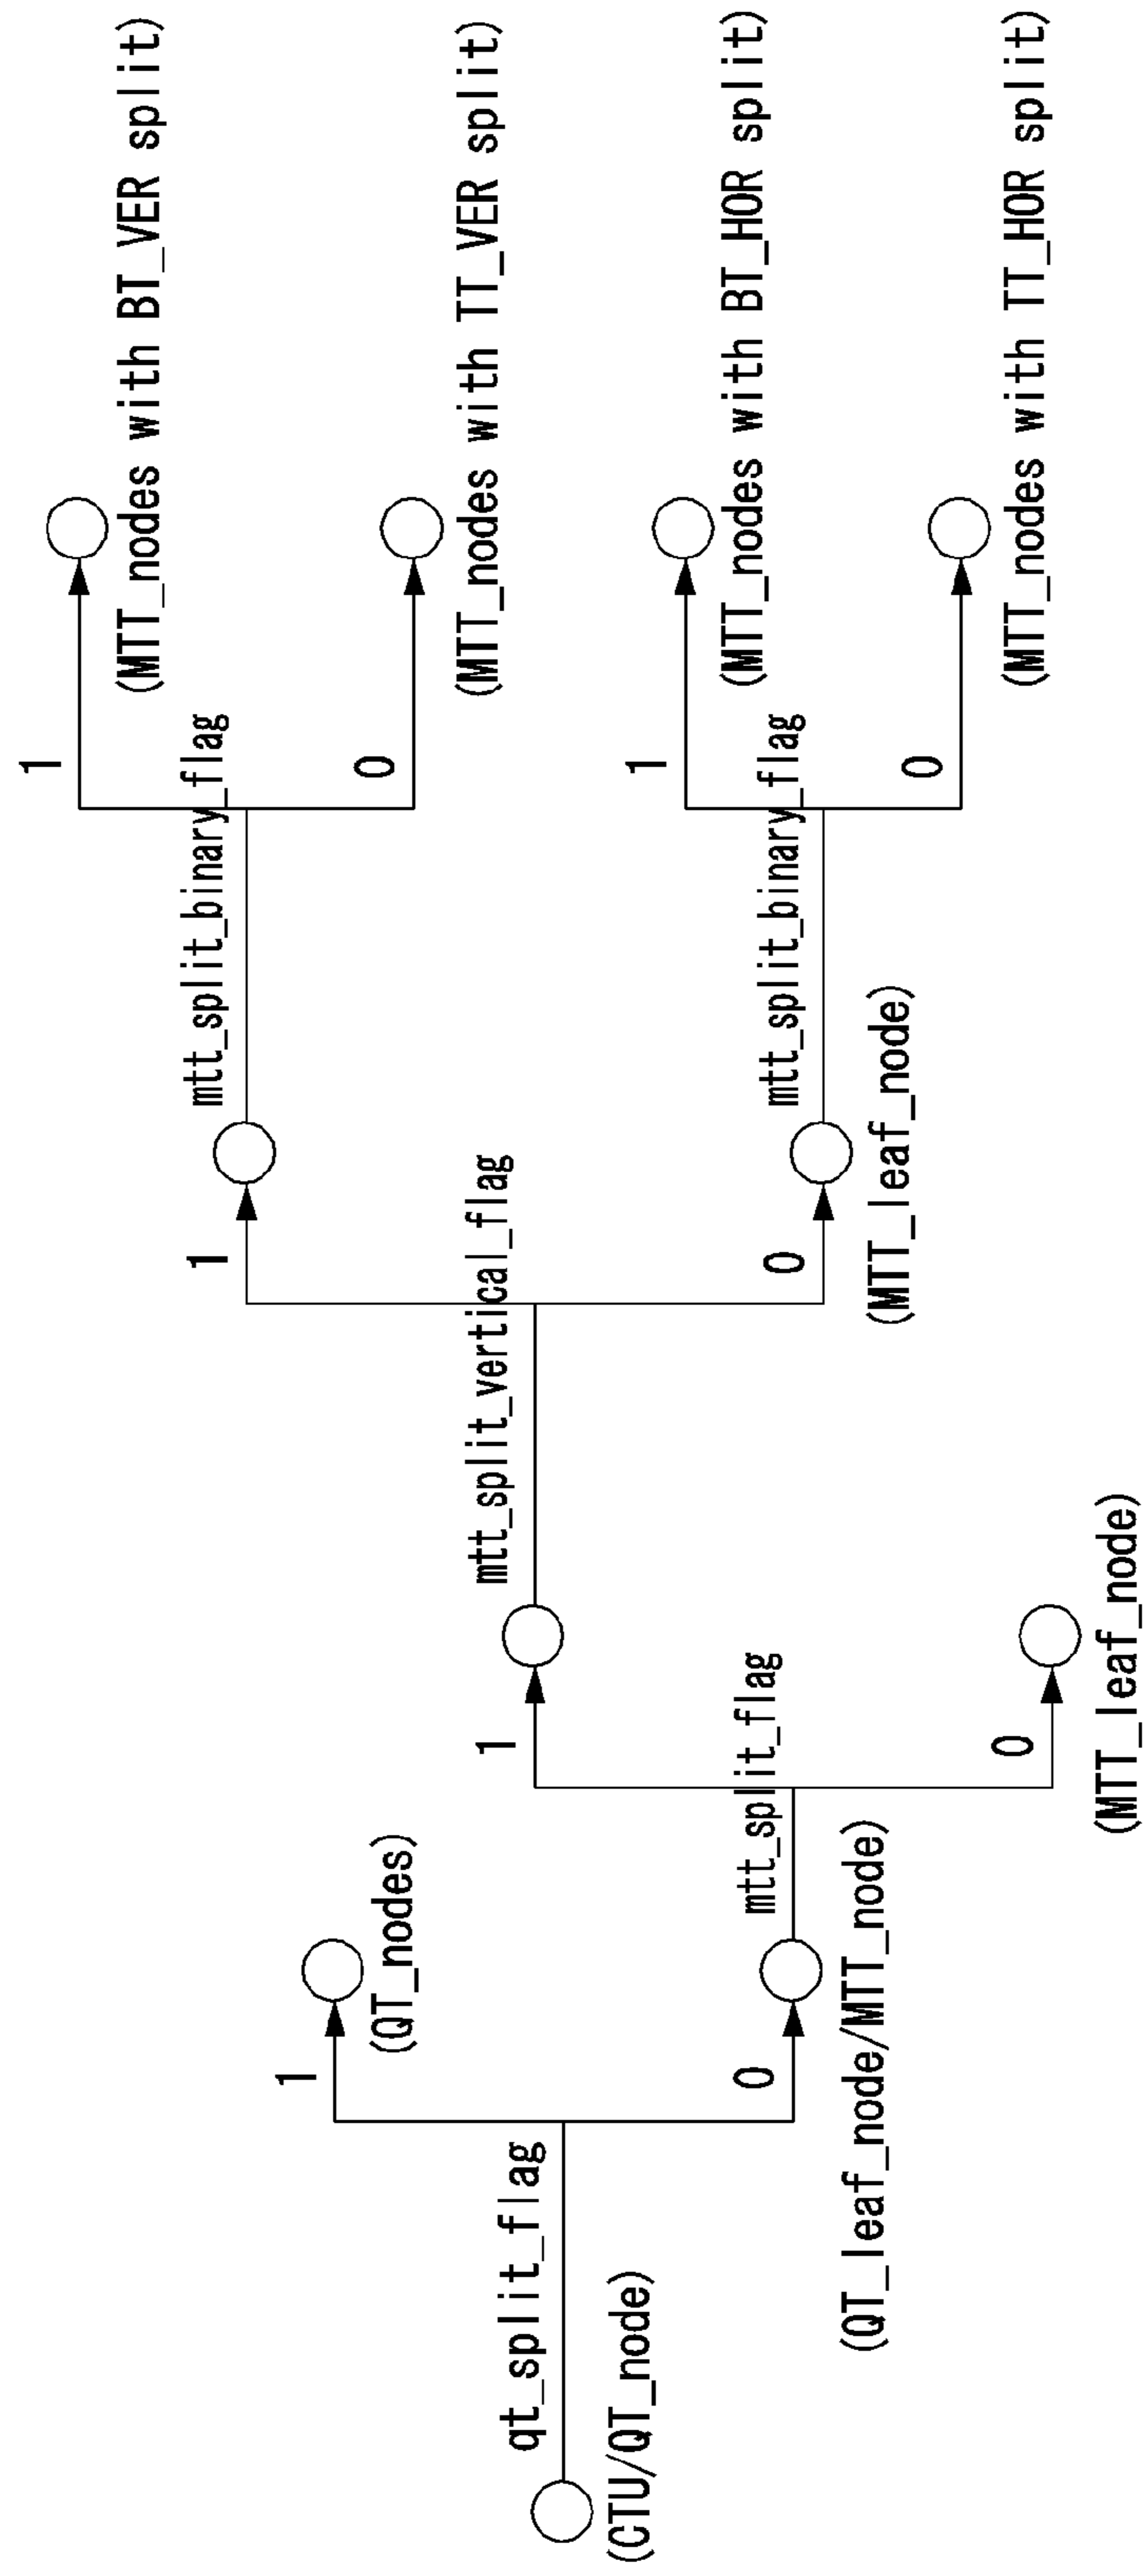 (CTU/QT_node)
qt_split_flag
1
(QT_nodes)
0
(QT_leaf_node/MTT_node)
mtt_split_flag
1
0
(MTT_leaf_node)
mtt_split_vertical_flag
1
0
(MTT_leaf_node)
mtt_split_binary_flag
1
(MTT_nodes with BT_VER split)
0
(MTT_nodes with TT_VER split)
mtt_split_binary_flag
1
(MTT_nodes with BT_HOR split)
0
(MTT_nodes with TT_HOR split)